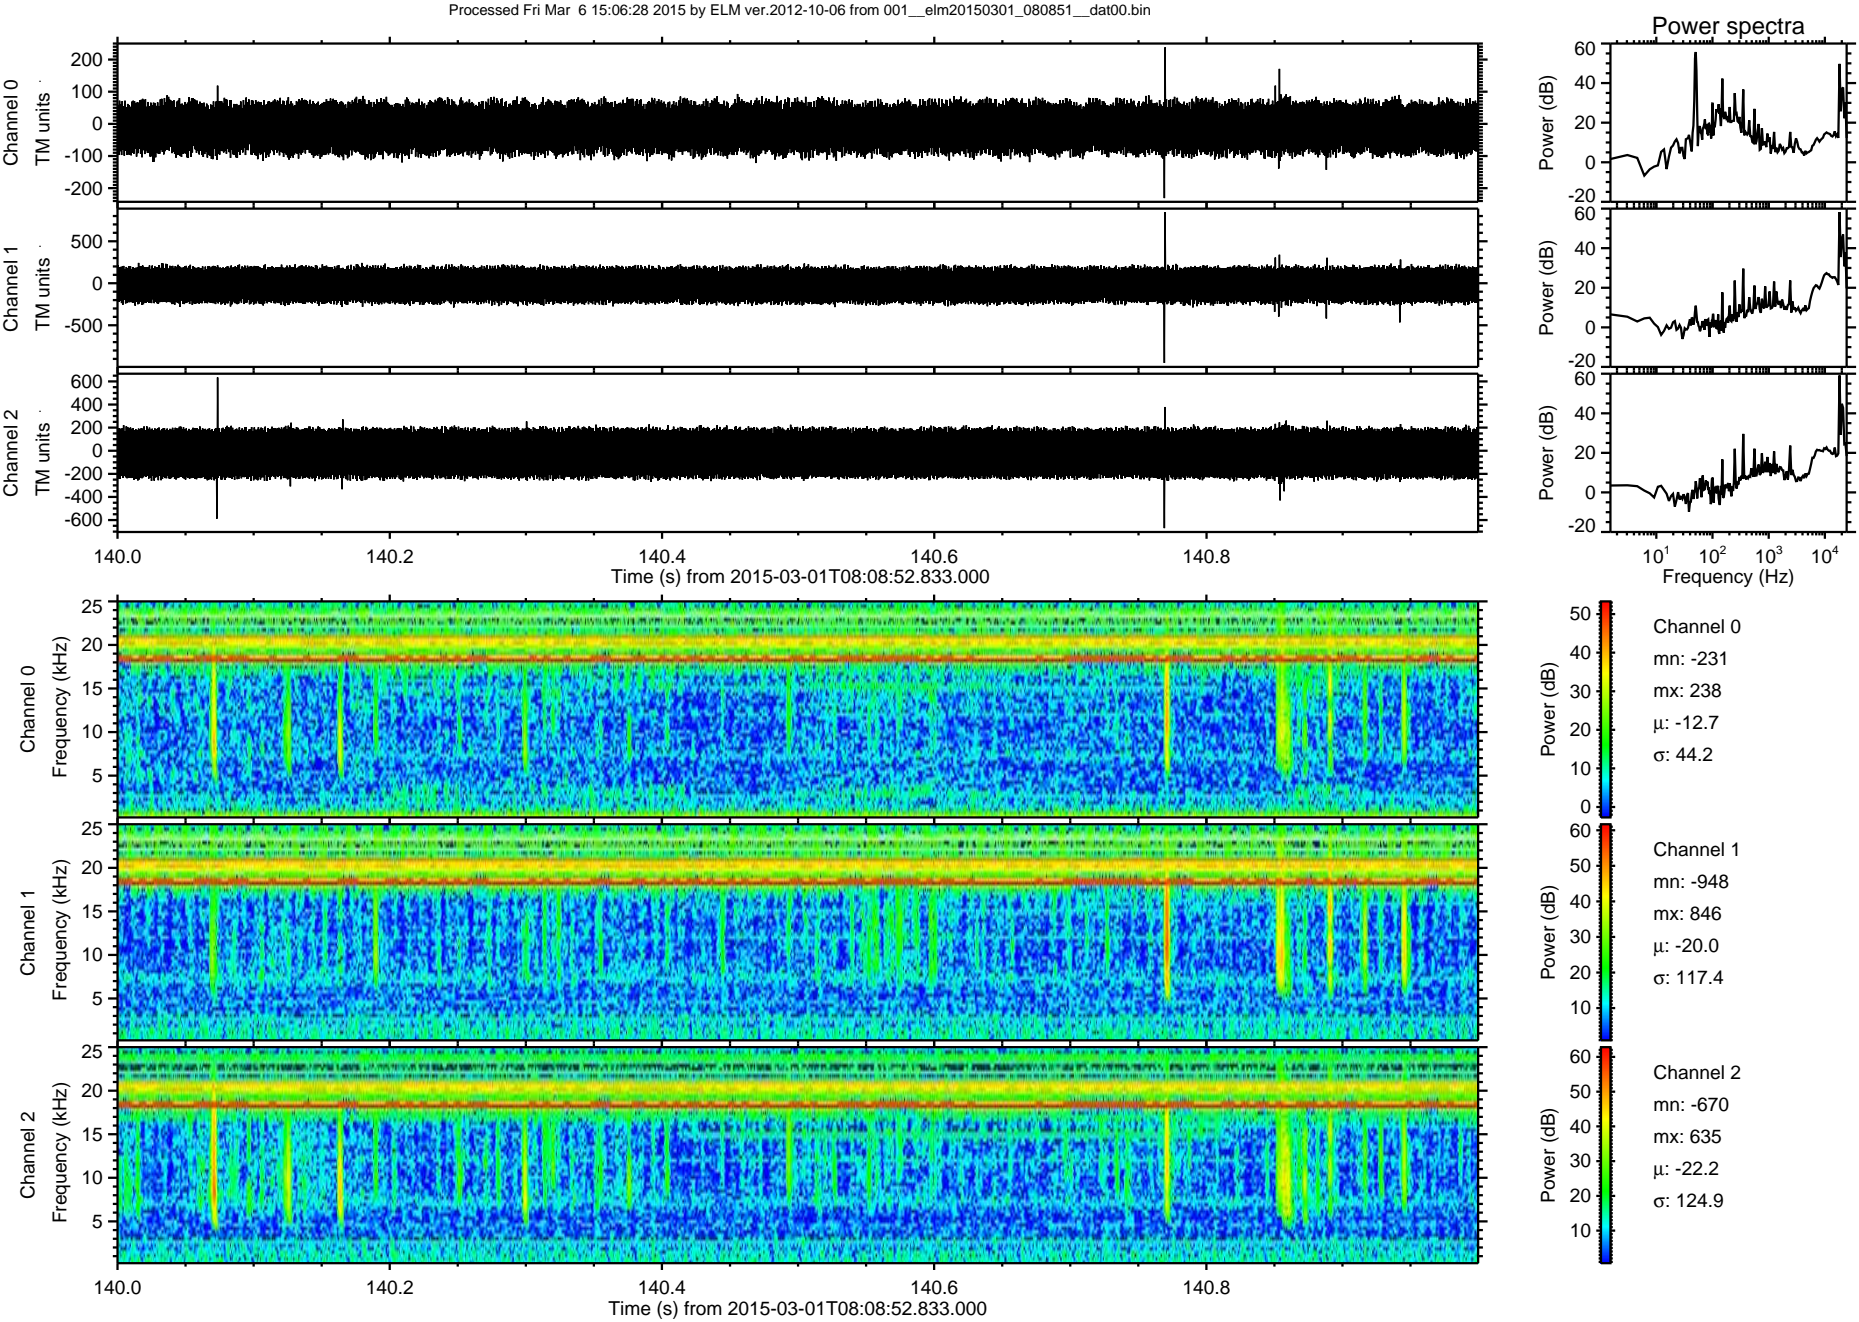 Processed Fri Mar  6 15:06:28 2015 by ELM ver.2012-10-06 from 001__elm20150301_080851__dat00.bin
Power spectra
Channel 0
TM units
200
100
0
-100
-200
Power (dB)
60
40
20
0
-20
Channel 1
TM units
500
0
-500
Power (dB)
60
40
20
0
-20
Channel 2
TM units
600
400
200
0
-200
-400
-600
Power (dB)
60
40
20
0
-20
140.0 140.2 140.4 140.6 140.8
Time (s) from 2015-03-01T08:08:52.833.000
10^1 10^2 10^3 10^4
Frequency (Hz)
Channel 0
Frequency (kHz)
25
20
15
10
5
Power (dB)
50
40
30
20
10
0
Channel 0
mn: -231
mx: 238
μ: -12.7
σ: 44.2
Channel 1
Frequency (kHz)
25
20
15
10
5
Power (dB)
60
50
40
30
20
10
Channel 1
mn: -948
mx: 846
μ: -20.0
σ: 117.4
Channel 2
Frequency (kHz)
25
20
15
10
5
Power (dB)
60
50
40
30
20
10
Channel 2
mn: -670
mx: 635
μ: -22.2
σ: 124.9
140.0 140.2 140.4 140.6 140.8
Time (s) from 2015-03-01T08:08:52.833.000